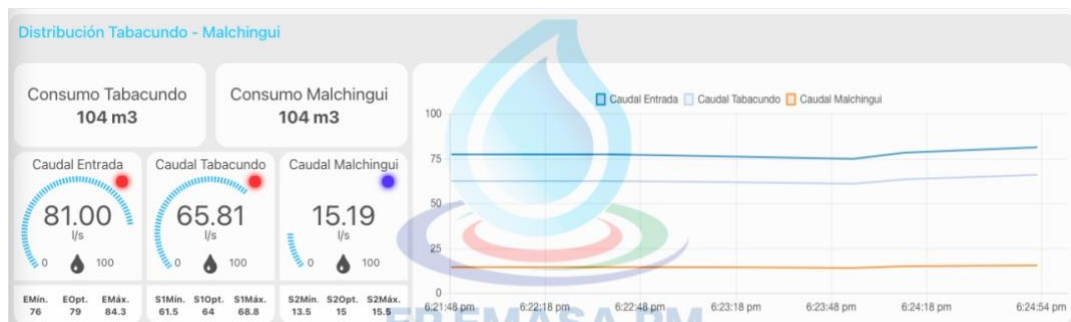 Distribución Tabacundo - Malchingui
Consumo Tabacundo
104 m3
Consumo Malchingui
104 m3
Caudal Entrada
81.00
l/s
0 100
EMín. EOpt. EMáx.
76 79 84.3
Caudal Tabacundo
65.81
l/s
0 100
S1Mín. S1Opt. S1Máx.
61.5 64 68.8
Caudal Malchingui
15.19
l/s
0 100
S2Mín. S2Opt. S2Máx.
13.5 15 15.5
Caudal Entrada Caudal Tabacundo Caudal Malchingui
100
75
50
25
0
6:21:48 pm 6:22:18 pm 6:22:48 pm 6:23:18 pm 6:23:48 pm 6:24:18 pm 6:24:54 pm
EP EMASA PM